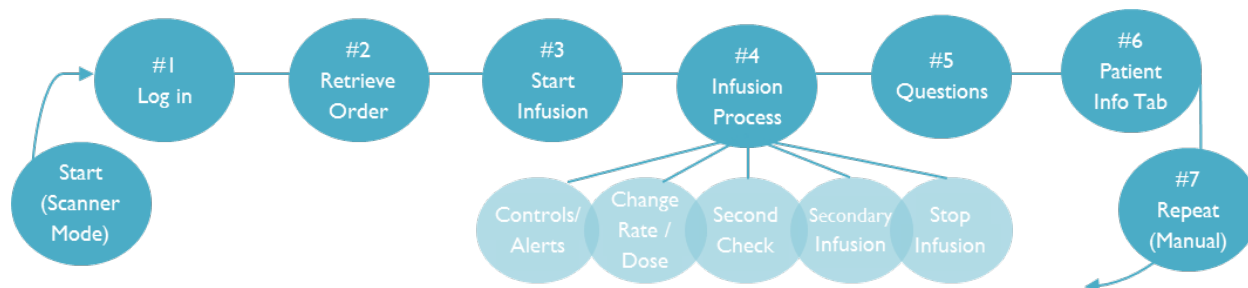 Start
(Scanner
Mode)
#1
Log in
#2
Retrieve
Order
#3
Start
Infusion
#4
Infusion
Process
Controls/
Alerts
Change
Rate /
Dose
Second
Check
Secondary
Infusion
Stop
Infusion
#5
Questions
#6
Patient
Info Tab
#7
Repeat
(Manual)